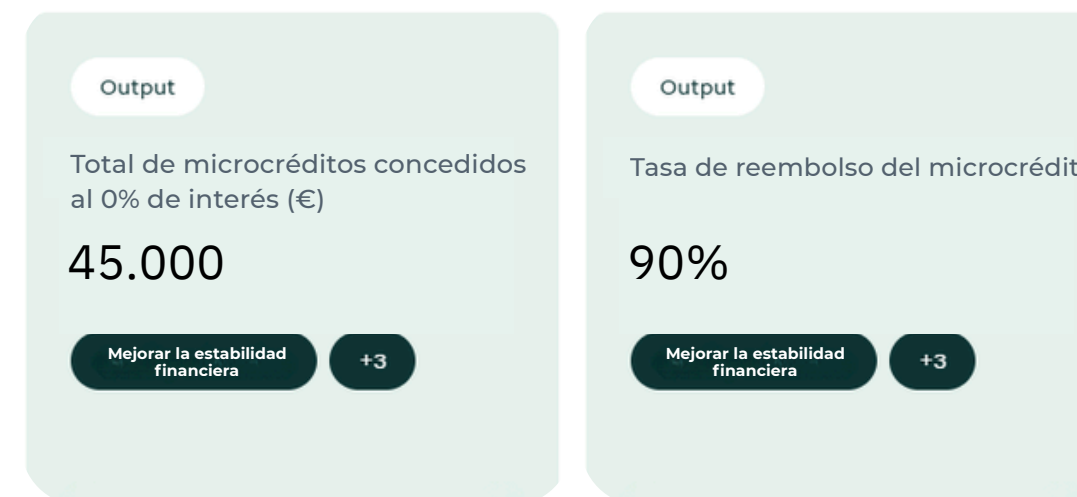 Output
Total de microcréditos concedidos
al 0% de interés (€)
45.000
Mejorar la estabilidad
financiera
+3
Output
Tasa de reembolso del microcrédit
90%
Mejorar la estabilidad
financiera
+3